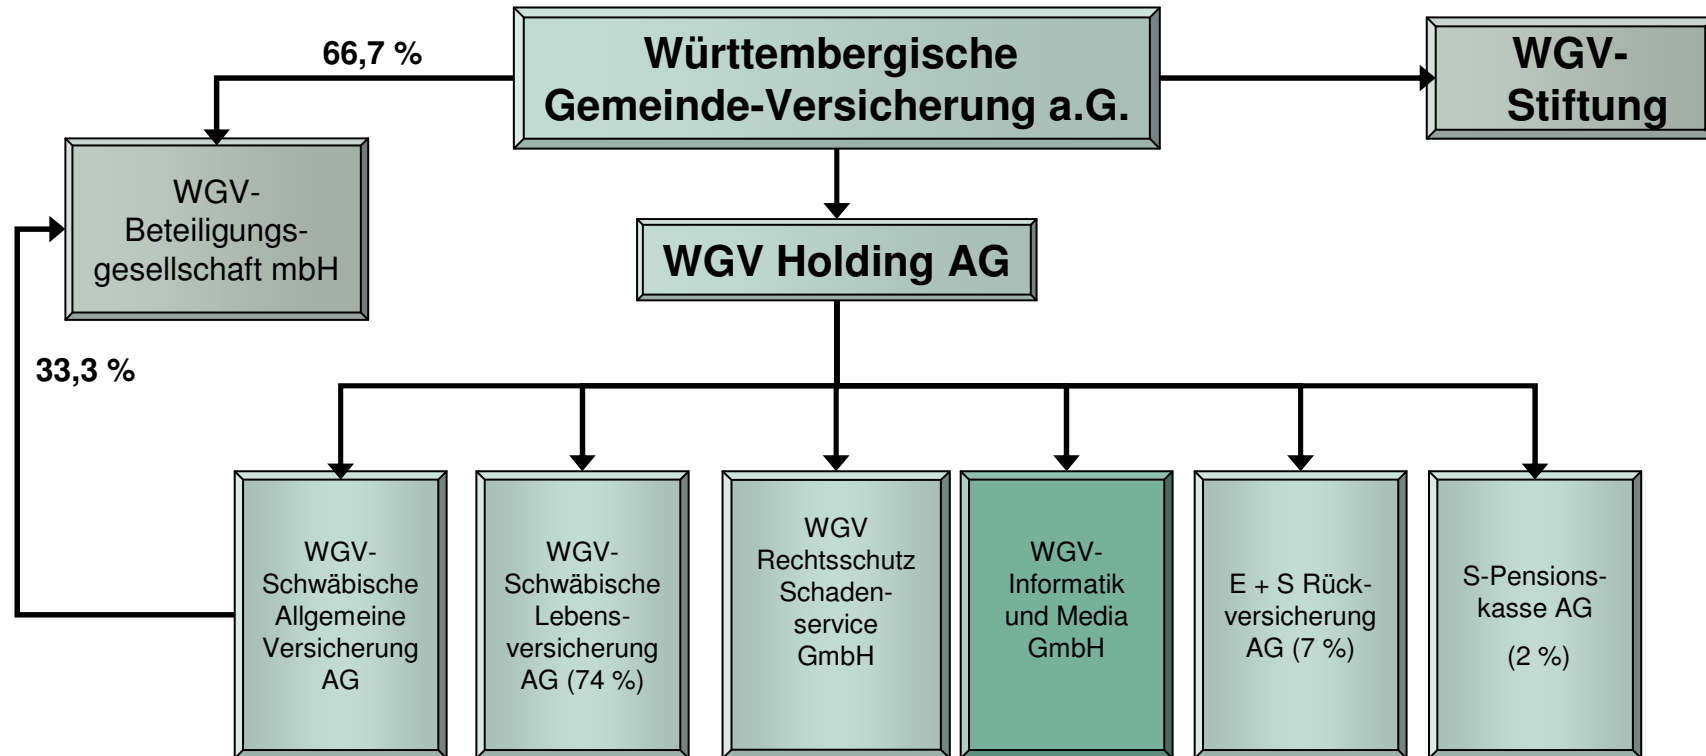 66,7 %
Württembergische
Gemeinde-Versicherung a.G.
WGV-
Stiftung
WGV-
Beteiligungs-
gesellschaft mbH
WGV Holding AG
33,3 %
WGV-
Schwäbische
Allgemeine
Versicherung
AG
WGV-
Schwäbische
Lebens-
versicherung
AG (74 %)
WGV
Rechtsschutz
Schaden-
service
GmbH
WGV-
Informatik
und Media
GmbH
E + S Rück-
versicherung
AG (7 %)
S-Pensions-
kasse AG
(2 %)